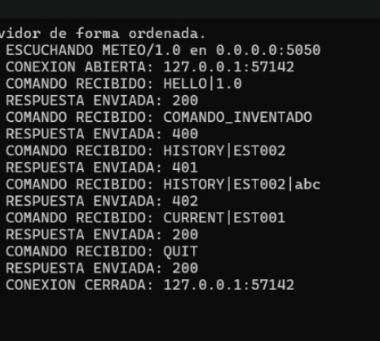 vidor de forma ordenada.
ESCUCHANDO METEO/1.0 en 0.0.0.0:5050
CONEXION ABIERTA: 127.0.0.1:57142
COMANDO RECIBIDO: HELLO|1.0
RESPUESTA ENVIADA: 200
COMANDO RECIBIDO: COMANDO_INVENTADO
RESPUESTA ENVIADA: 400
COMANDO RECIBIDO: HISTORY|EST002
RESPUESTA ENVIADA: 401
COMANDO RECIBIDO: HISTORY|EST002|abc
RESPUESTA ENVIADA: 402
COMANDO RECIBIDO: CURRENT|EST001
RESPUESTA ENVIADA: 200
COMANDO RECIBIDO: QUIT
RESPUESTA ENVIADA: 200
CONEXION CERRADA: 127.0.0.1:57142